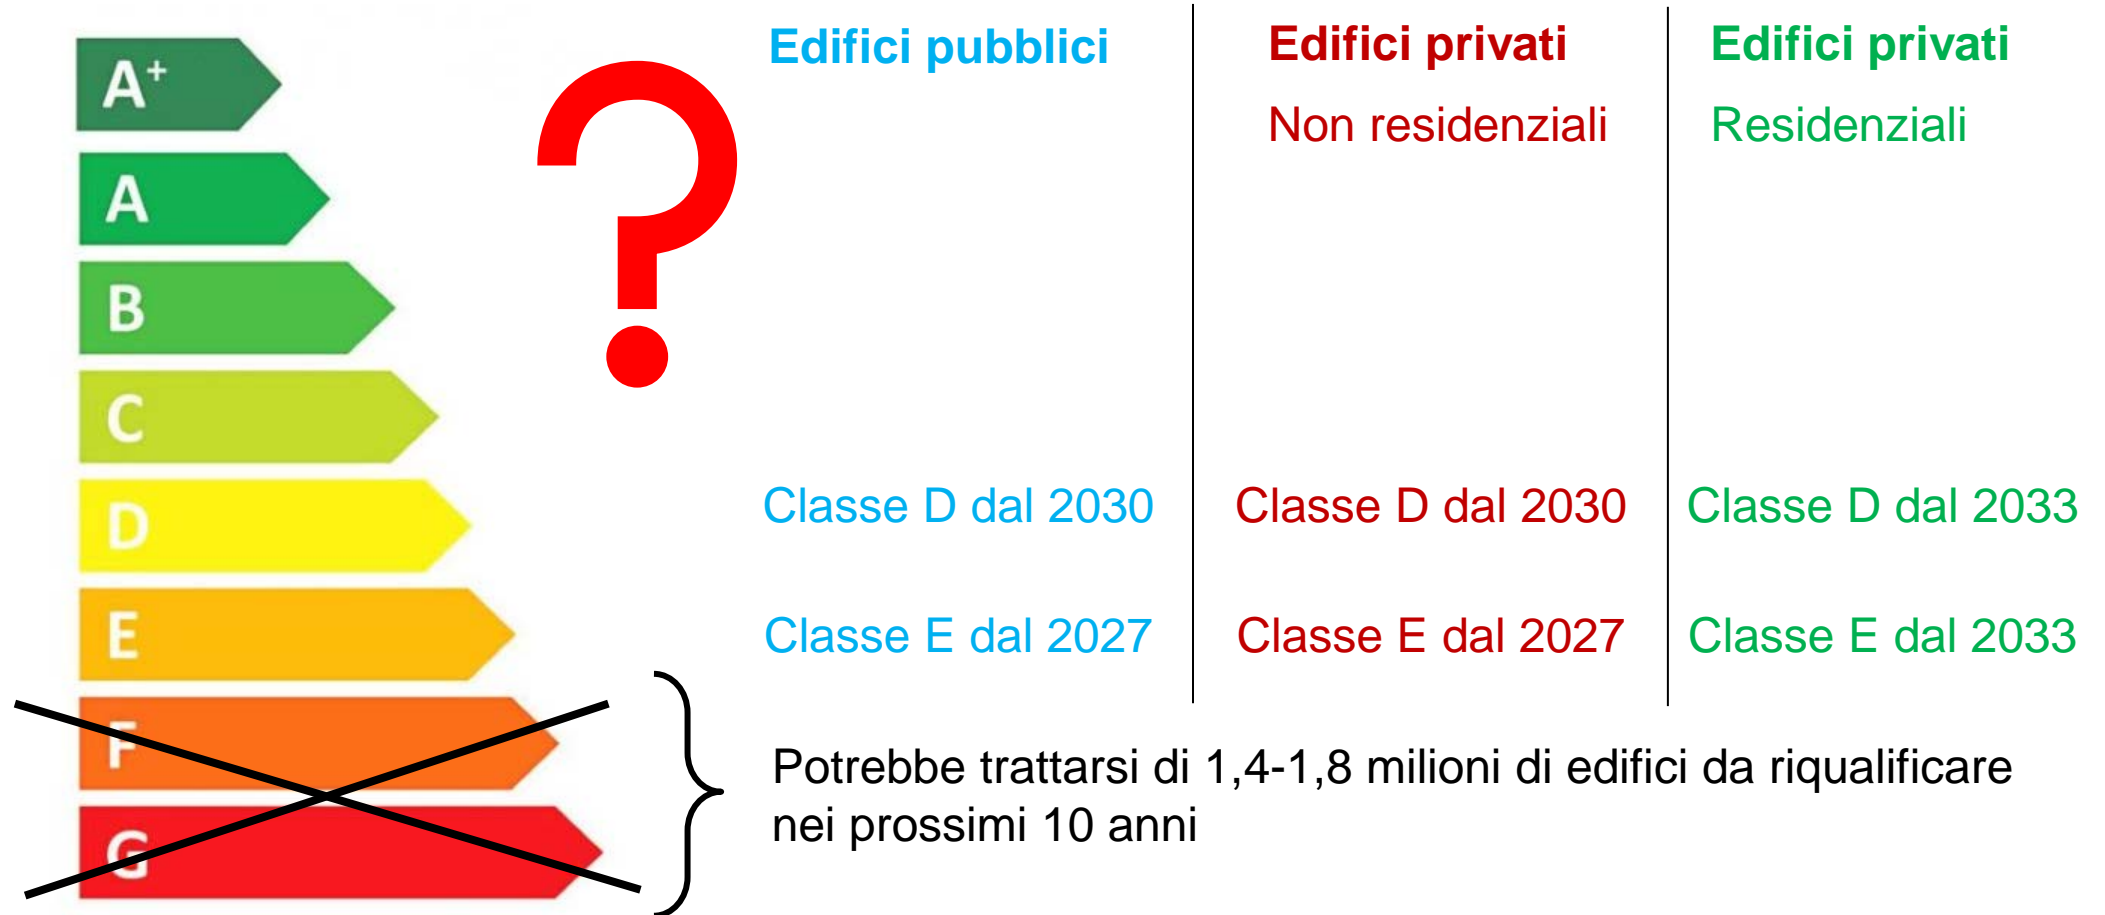 A+
A
B
C
D
E
F
G
?
Edifici pubblici
Classe D dal 2030
Classe E dal 2027
Edifici privati
Non residenziali
Classe D dal 2030
Classe E dal 2027
Edifici privati
Residenziali
Classe D dal 2033
Classe E dal 2033
Potrebbe trattarsi di 1,4-1,8 milioni di edifici da riqualificare
nei prossimi 10 anni